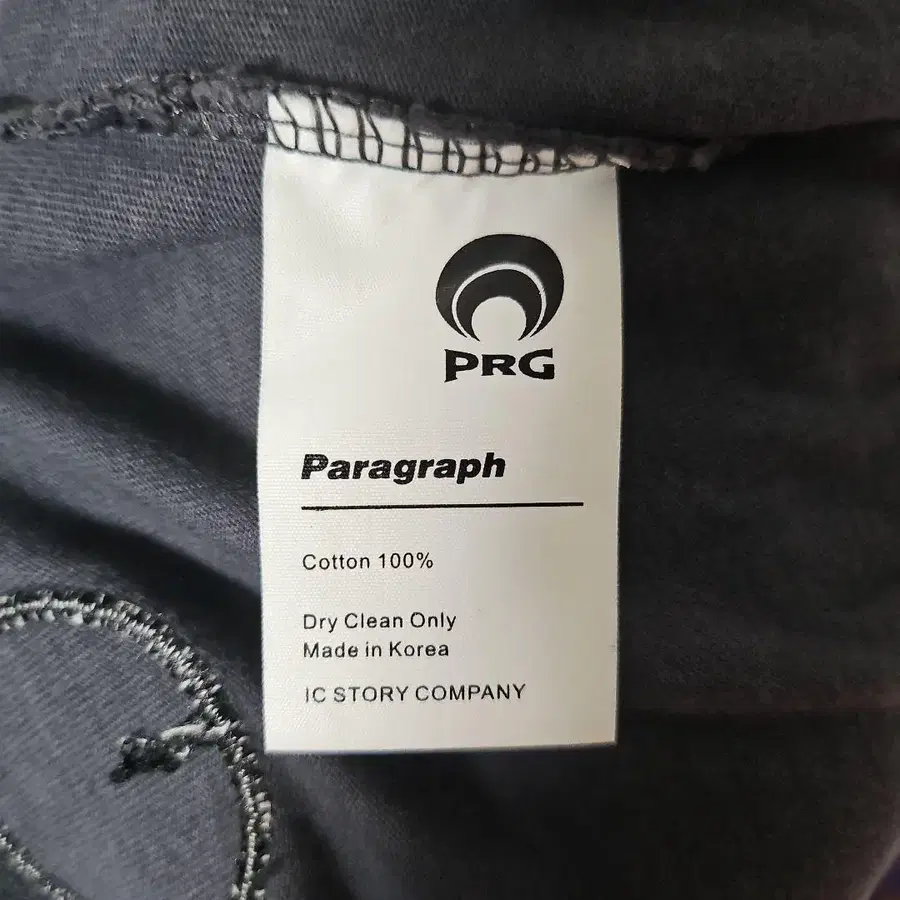 PRG
Paragraph
Cotton 100%
Dry Clean Only
Made in Korea
IC STORY COMPANY